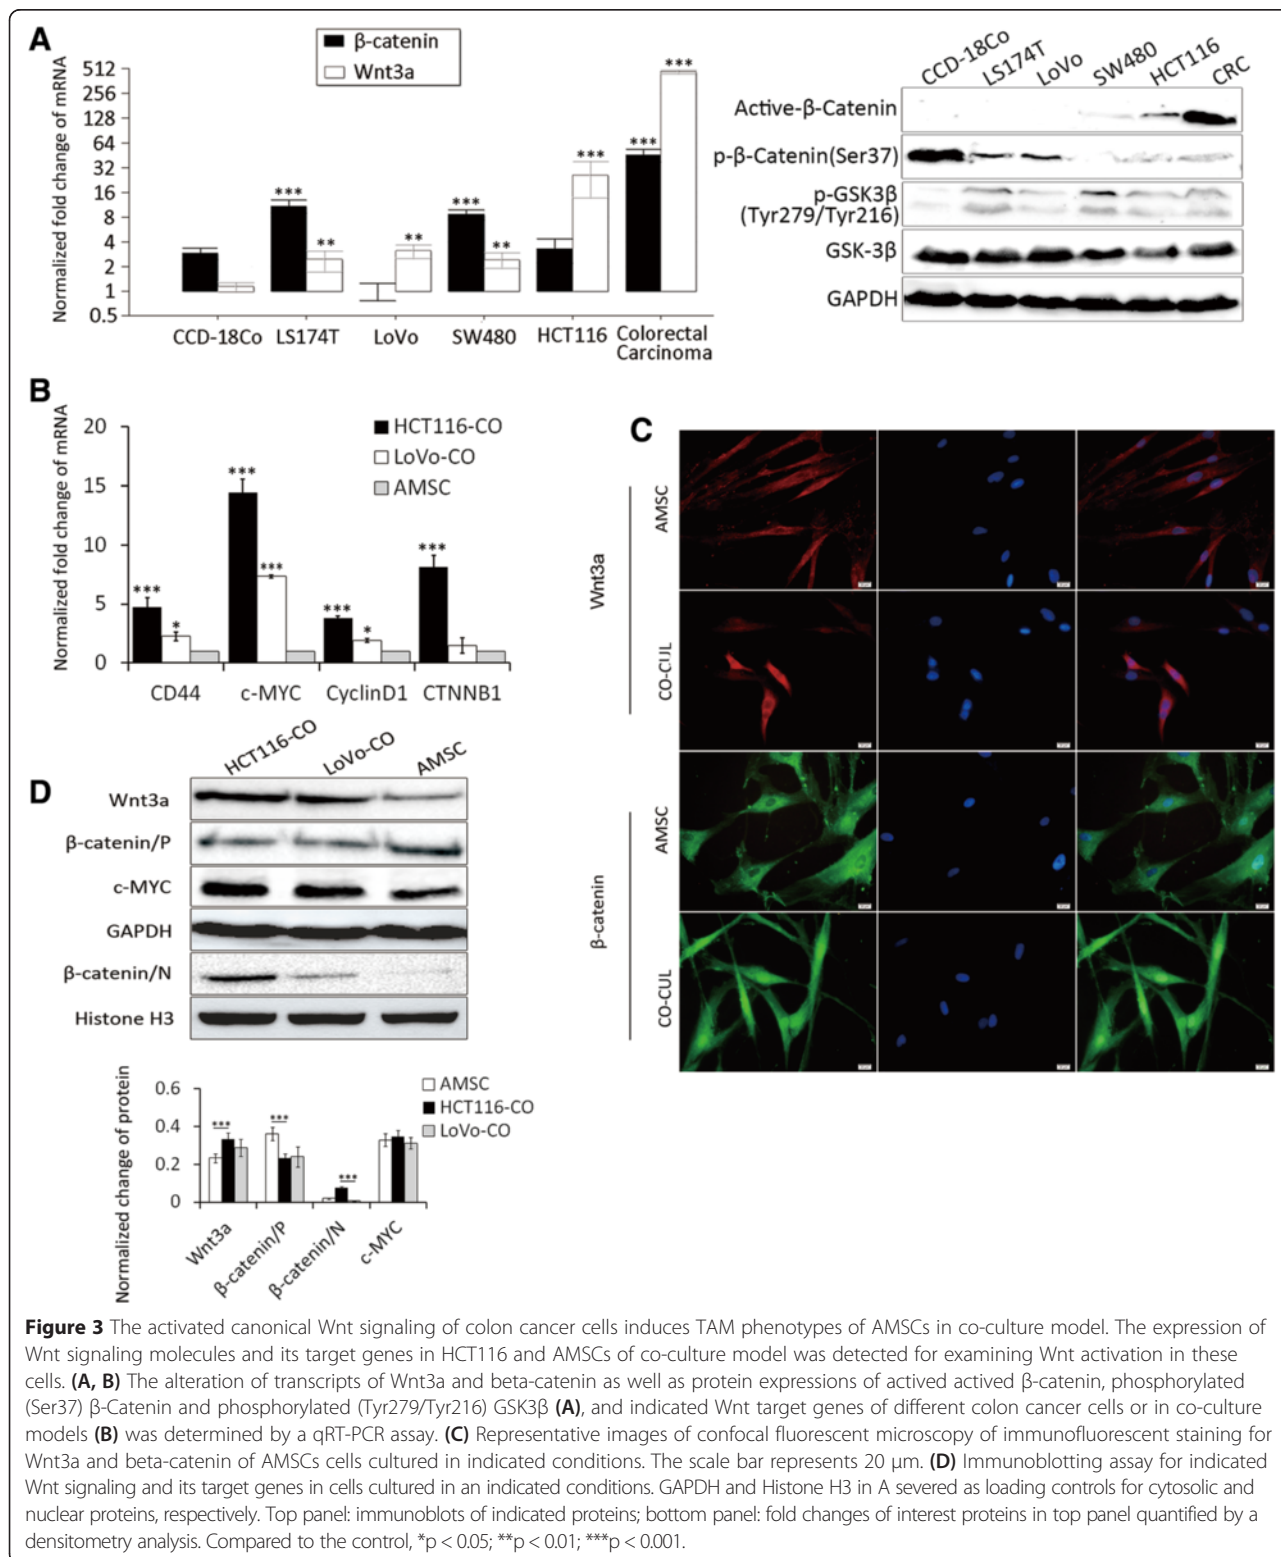 A
β-catenin
Wnt3a
Normalized fold change of mRNA
512
256
128
64
32
16
8
4
2
1
0.5
*** ** ** *** ** *** *** ***
CCD-18Co LS174T LoVo SW480 HCT116 Colorectal
Carcinoma
CCD-18Co LS174T LoVo SW480 HCT116 CRC
Active-β-Catenin
p-β-Catenin(Ser37)
p-GSK3β
(Tyr279/Tyr216)
GSK-3β
GAPDH
B
Normalized fold change of mRNA
20
15
10
5
0
HCT116-CO
LoVo-CO
AMSC
*** * *** *** *** * ***
CD44 c-MYC CyclinD1 CTNNB1
C
Wnt3a
AMSC
CO-CUL
β-catenin
AMSC
CO-CUL
D
HCT116-CO LoVo-CO AMSC
Wnt3a
β-catenin/P
c-MYC
GAPDH
β-catenin/N
Histone H3
Normalized change of protein
0.6
0.4
0.2
0
AMSC
HCT116-CO
LoVo-CO
*** *** ***
Wnt3a β-catenin/P β-catenin/N c-MYC
Figure 3 The activated canonical Wnt signaling of colon cancer cells induces TAM phenotypes of AMSCs in co-culture model. The expression of
Wnt signaling molecules and its target genes in HCT116 and AMSCs of co-culture model was detected for examining Wnt activation in these
cells. (A, B) The alteration of transcripts of Wnt3a and beta-catenin as well as protein expressions of actived actived β-catenin, phosphorylated
(Ser37) β-Catenin and phosphorylated (Tyr279/Tyr216) GSK3β (A), and indicated Wnt target genes of different colon cancer cells or in co-culture
models (B) was determined by a qRT-PCR assay. (C) Representative images of confocal fluorescent microscopy of immunofluorescent staining for
Wnt3a and beta-catenin of AMSCs cells cultured in indicated conditions. The scale bar represents 20 μm. (D) Immunoblotting assay for indicated
Wnt signaling and its target genes in cells cultured in an indicated conditions. GAPDH and Histone H3 in A severed as loading controls for cytosolic and
nuclear proteins, respectively. Top panel: immunoblots of indicated proteins; bottom panel: fold changes of interest proteins in top panel quantified by a
densitometry analysis. Compared to the control, *p < 0.05; **p < 0.01; ***p < 0.001.